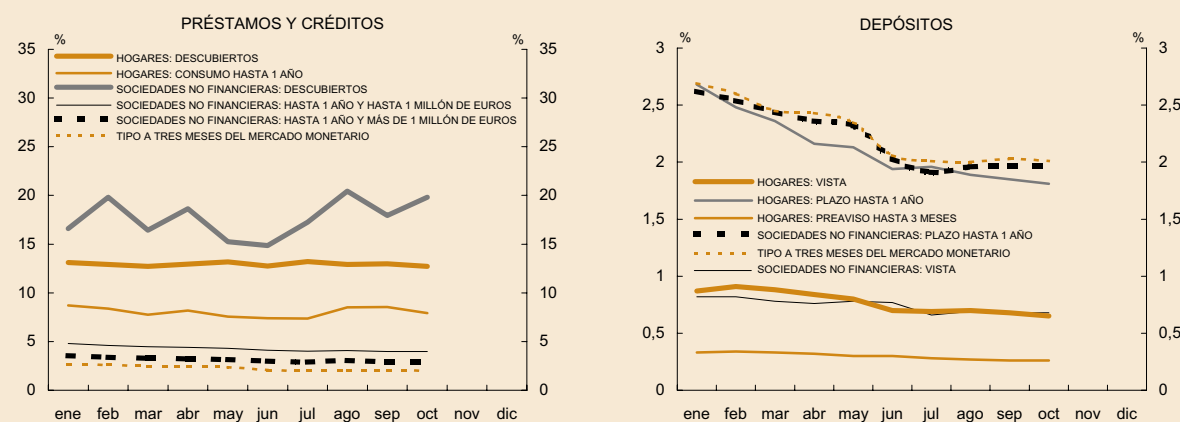 PRÉSTAMOS Y CRÉDITOS
% %
35 35
30 30
25 25
20 20
15 15
10 10
5 5
0 0
HOGARES: DESCUBIERTOS
HOGARES: CONSUMO HASTA 1 AÑO
SOCIEDADES NO FINANCIERAS: DESCUBIERTOS
SOCIEDADES NO FINANCIERAS: HASTA 1 AÑO Y HASTA 1 MILLÓN DE EUROS
SOCIEDADES NO FINANCIERAS: HASTA 1 AÑO Y MÁS DE 1 MILLÓN DE EUROS
TIPO A TRES MESES DEL MERCADO MONETARIO
ene feb mar abr may jun jul ago sep oct nov dic
DEPÓSITOS
% %
3 3
2,5 2,5
2 2
1,5 1,5
1 1
0,5 0,5
0 0
HOGARES: VISTA
HOGARES: PLAZO HASTA 1 AÑO
HOGARES: PREAVISO HASTA 3 MESES
SOCIEDADES NO FINANCIERAS: PLAZO HASTA 1 AÑO
TIPO A TRES MESES DEL MERCADO MONETARIO
SOCIEDADES NO FINANCIERAS: VISTA
ene feb mar abr may jun jul ago sep oct nov dic